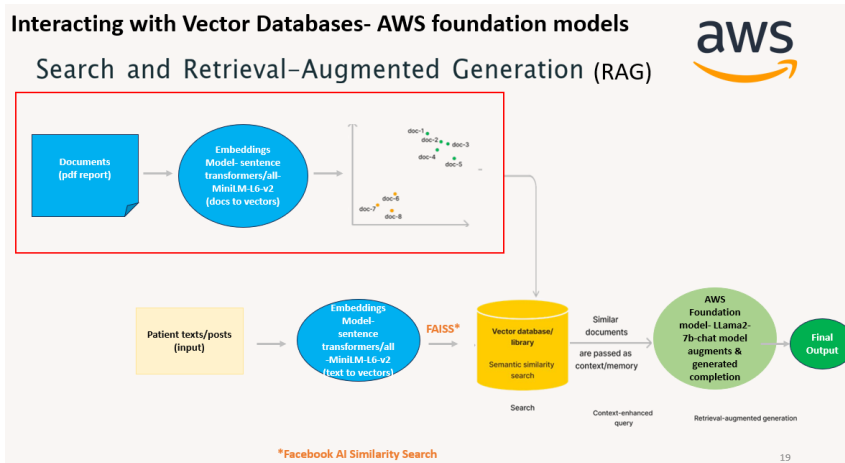 Interacting with Vector Databases- AWS foundation models
aws
Search and Retrieval-Augmented Generation (RAG)
Documents
(pdf report)
Embeddings
Model- sentence
transformers/all-
MiniLM-L6-v2
(docs to vectors)
doc-1
doc-2
doc-3
doc-4
doc-5
doc-6
doc-7
doc-8
Patient texts/posts
(input)
Embeddings
Model-
sentence
transformers/all
-MiniLM-L6-v2
(text to vectors)
FAISS*
Vector database/
library
Semantic similarity
search
Search
Similar
documents
are passed as
context/memory
Context-enhanced
query
AWS
Foundation
model- LLama2-
7b-chat model
augments &
generated
completion
Retrieval-augmented generation
Final
Output
*Facebook AI Similarity Search
19